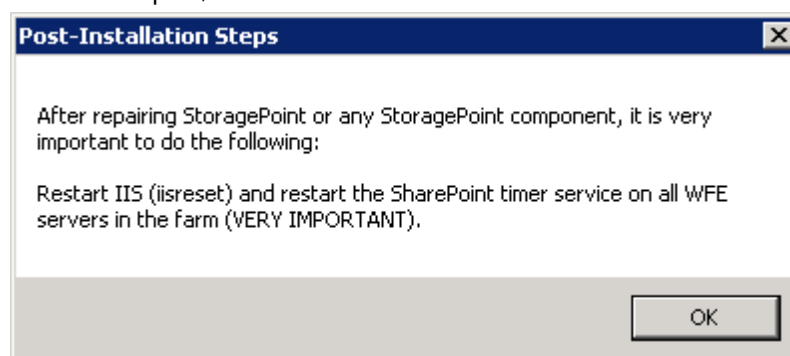 Post-Installation Steps
After repairing StoragePoint or any StoragePoint component, it is very
important to do the following:
Restart IIS (iisreset) and restart the SharePoint timer service on all WFE
servers in the farm (VERY IMPORTANT).
OK